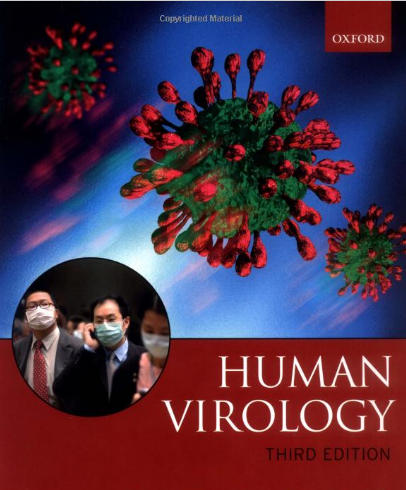 Copyrighted Material
OXFORD
HUMAN
VIROLOGY
THIRD EDITION